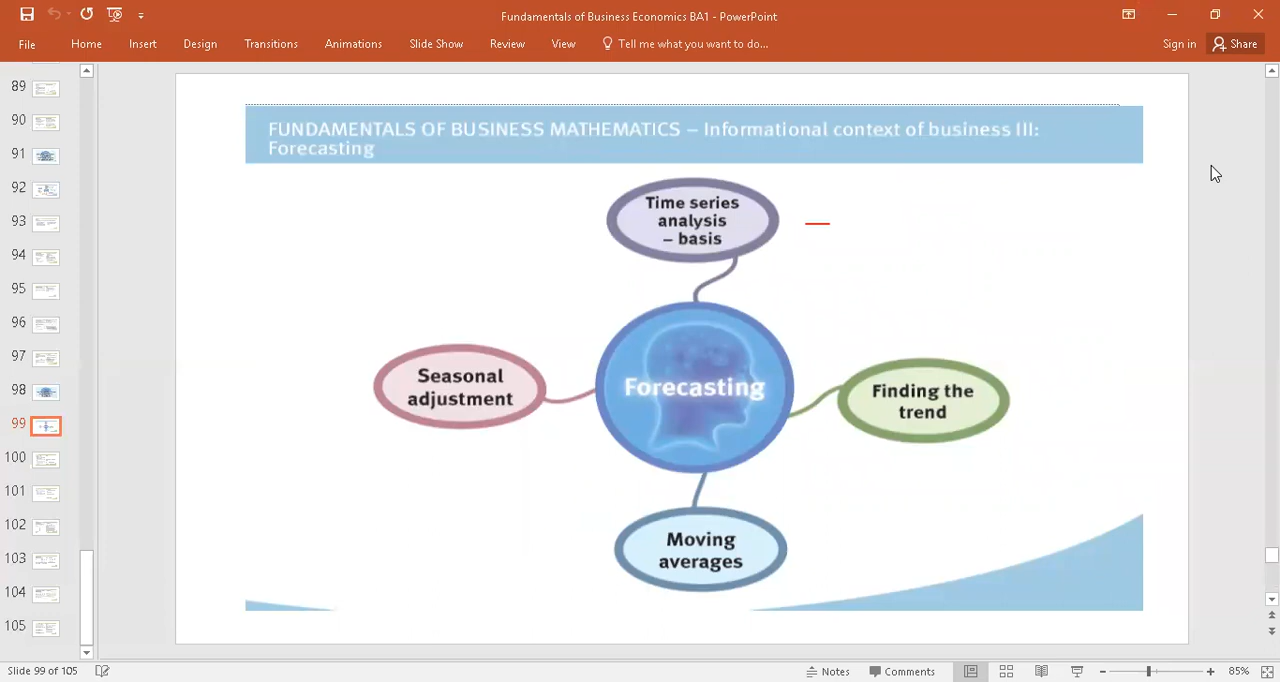 Fundamentals of Business Economics BA1 - PowerPoint
File Home Insert Design Transitions Animations Slide Show Review View Tell me what you want to do... Sign in Share
89
90
91
92
93
94
95
96
97
98
99
100
101
102
103
104
105
FUNDAMENTALS OF BUSINESS MATHEMATICS – Informational context of business III:
Forecasting
Time series
analysis
– basis
Seasonal
adjustment
Forecasting
Finding the
trend
Moving
averages
Slide 99 of 105 Notes Comments 85%